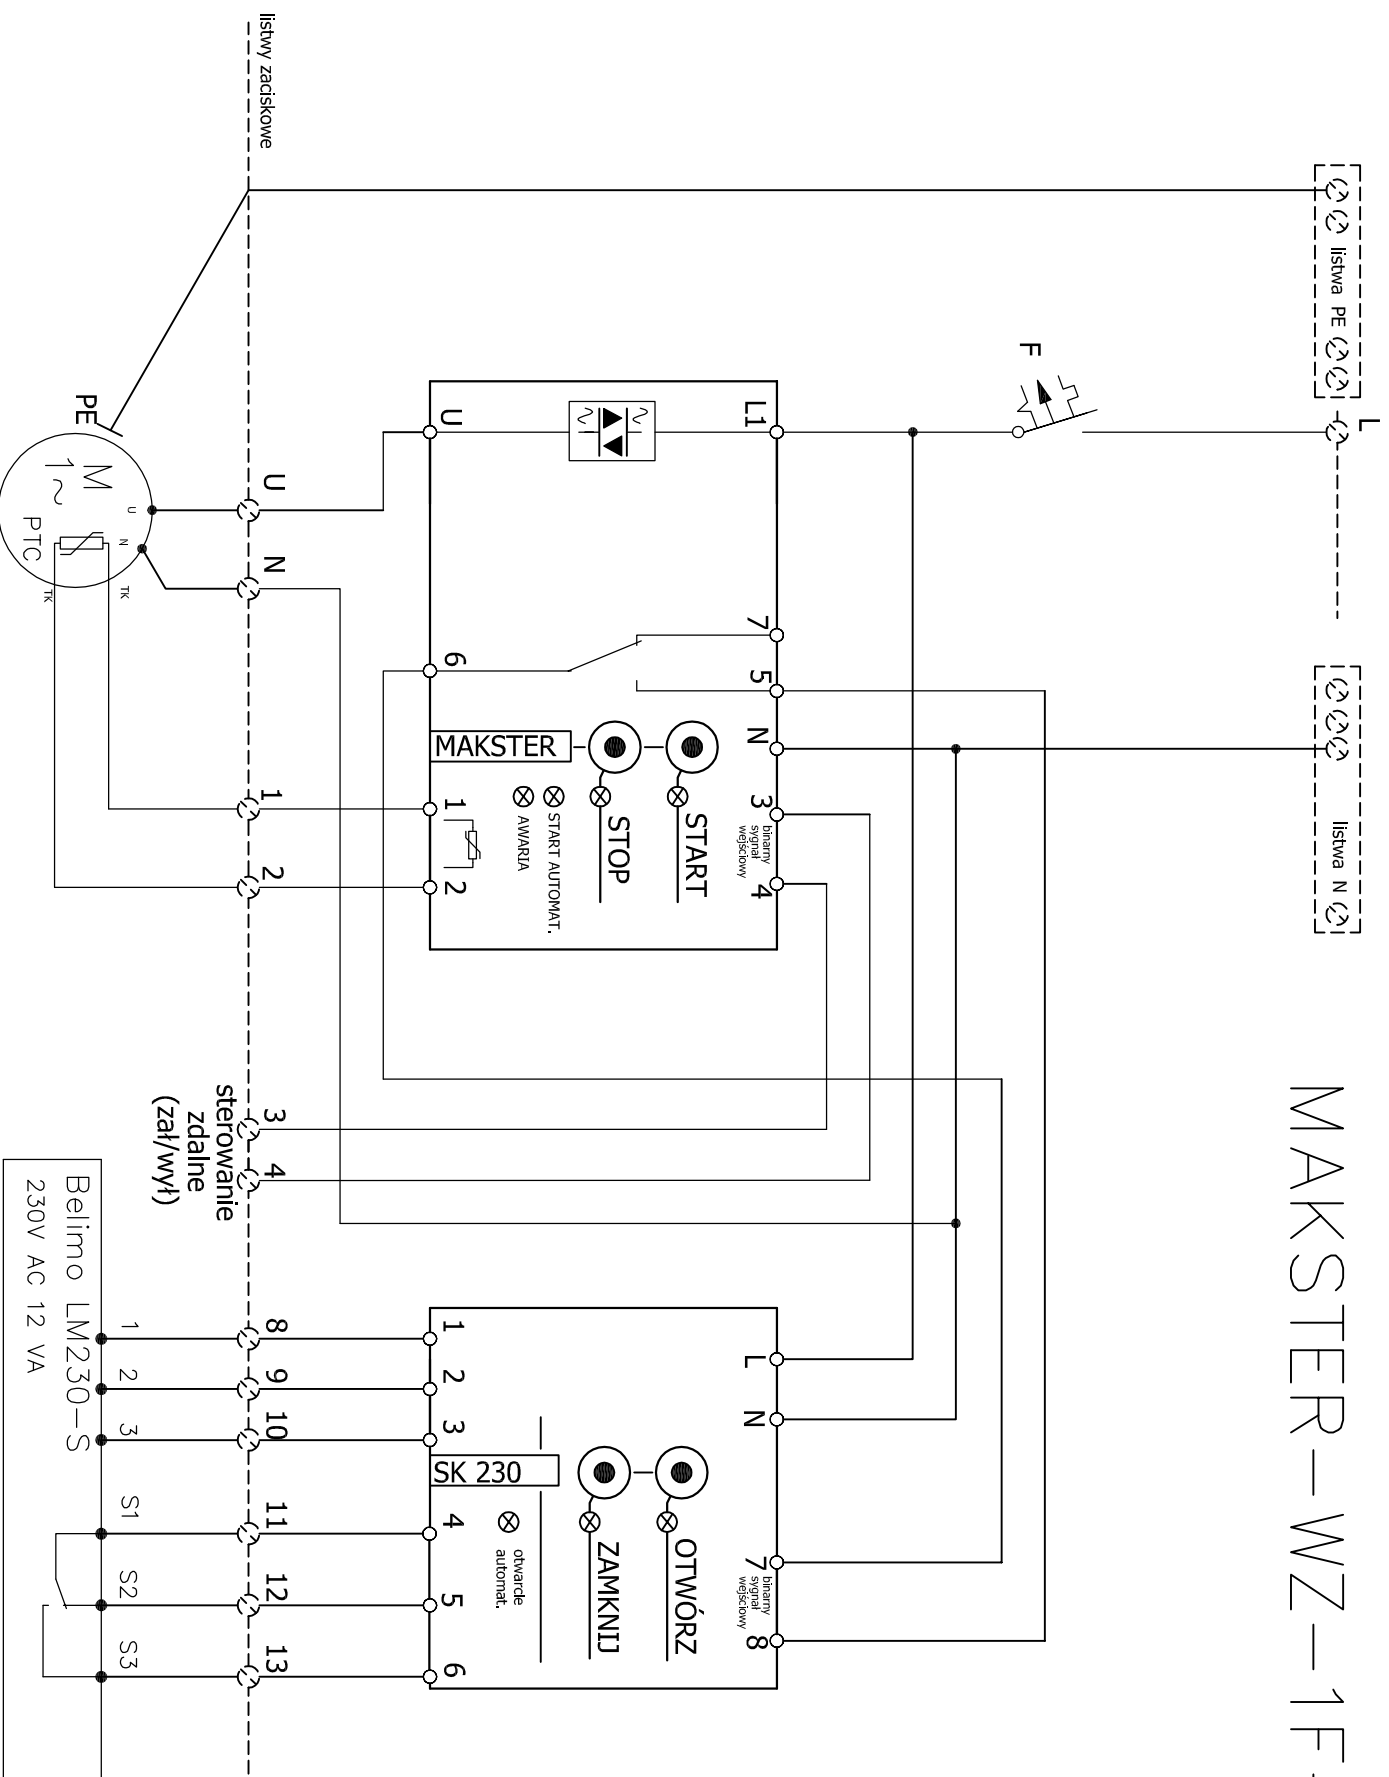 MAKSTER-WZ-1F
listwa PE
L
listwa N
F
L1
7
5
N
3
binarny
sygnał
wejściowy
4
START
STOP
START AUTOMAT.
AWARIA
MAKSTER
U
6
1
2
L
N
7
binarny
sygnał
wejściowy
8
OTWÓRZ
ZAMKNIJ
otwarcie
automat.
SK 230
1
2
3
4
5
6
listwy zaciskowe
U
N
1
2
3
4
sterowanie
zdalne
(zał/wył)
8
9
10
11
12
13
PE
M
1~
U
N
PTC
TK
TK
1
2
3
S1
S2
S3
Belimo LM230-S
230V AC 12 VA